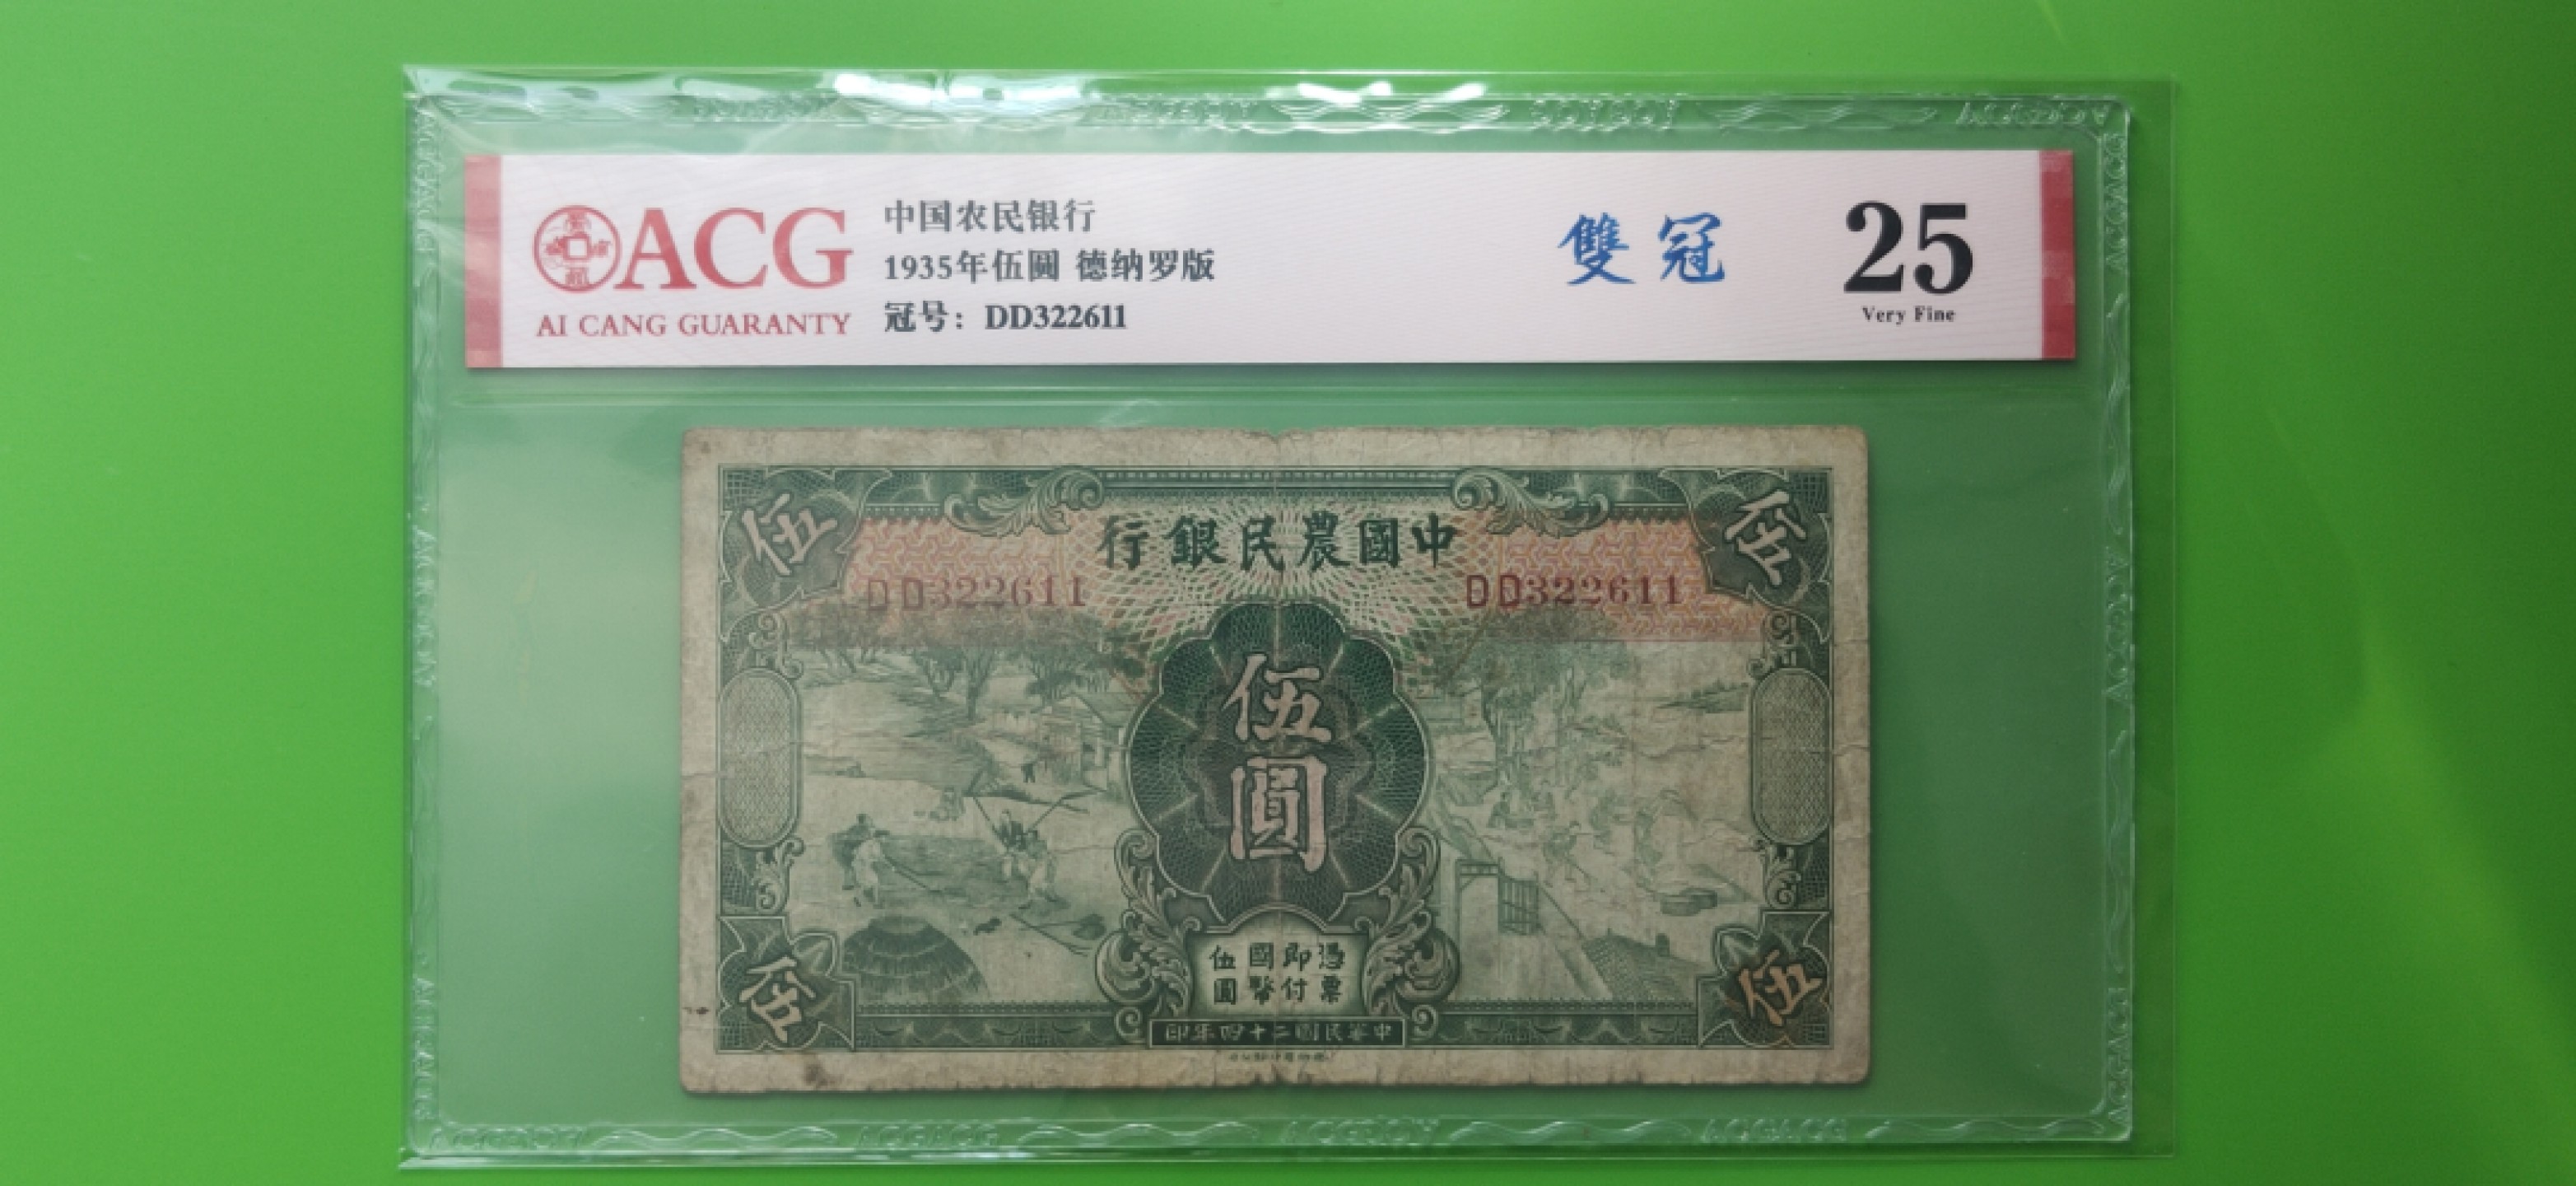 ACG
AI CANG GUARANTY
中国农民银行
1935年伍圆 德纳罗版
冠号：DD322611
雙冠
25
Very Fine
伍
伍
行銀民農國中
DD322611
DD322611
伍
圓
憑票
即付
國幣
伍圓
伍
伍
印年四十二國民華中